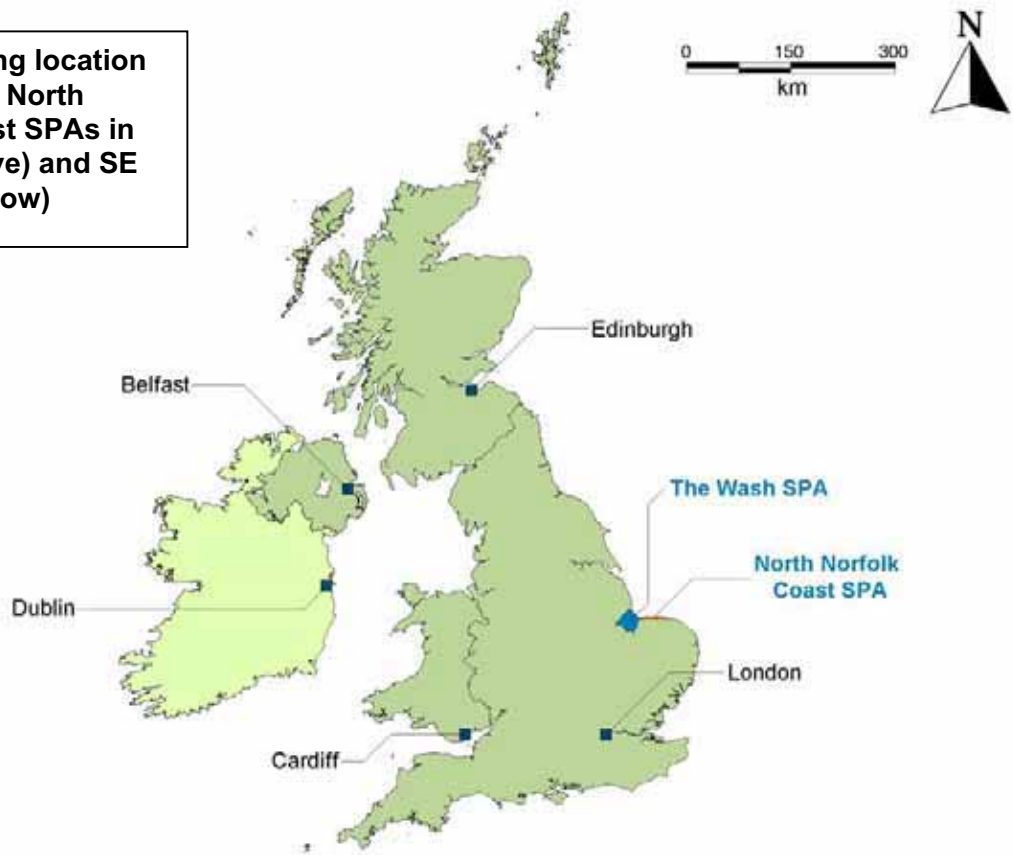 ng location
North
st SPAs in
ve) and SE
ow)
0 150 300
km
N
Edinburgh
Belfast
The Wash SPA
North Norfolk
Coast SPA
Dublin
London
Cardiff